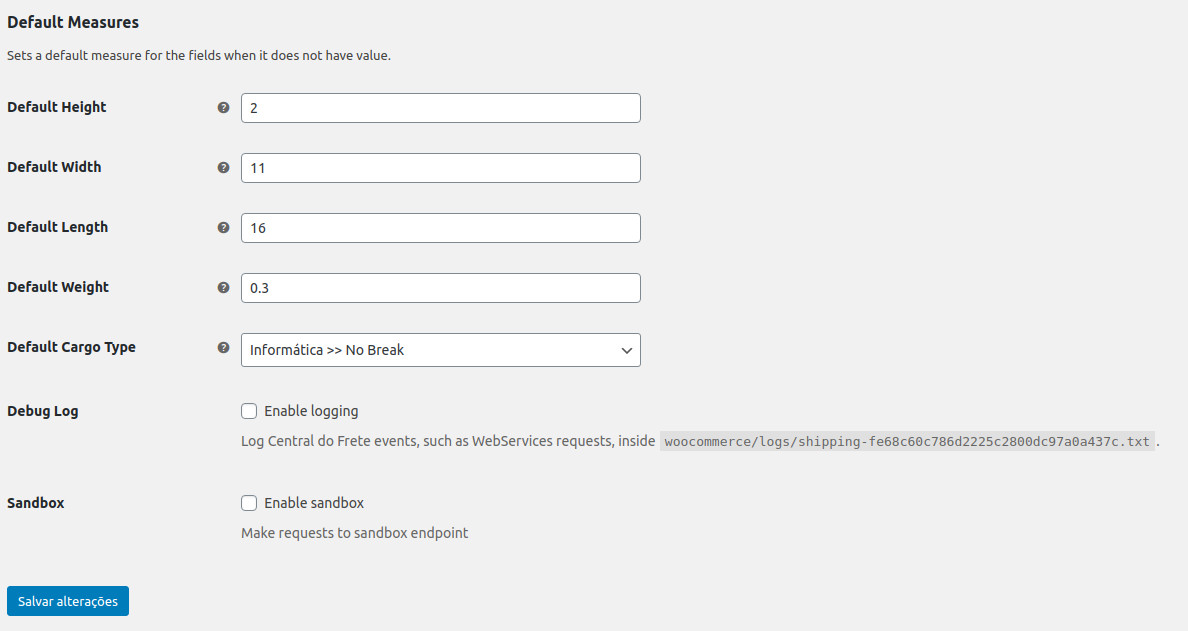 Default Measures
Sets a default measure for the fields when it does not have value.
Default Height ? 2
Default Width ? 11
Default Length ? 16
Default Weight ? 0.3
Default Cargo Type ? Informática >> No Break
Debug Log Enable logging
Log Central do Frete events, such as WebServices requests, inside woocommerce/logs/shipping-fe68c60c786d2225c2800dc97a0a437c.txt .
Sandbox Enable sandbox
Make requests to sandbox endpoint
Salvar alterações